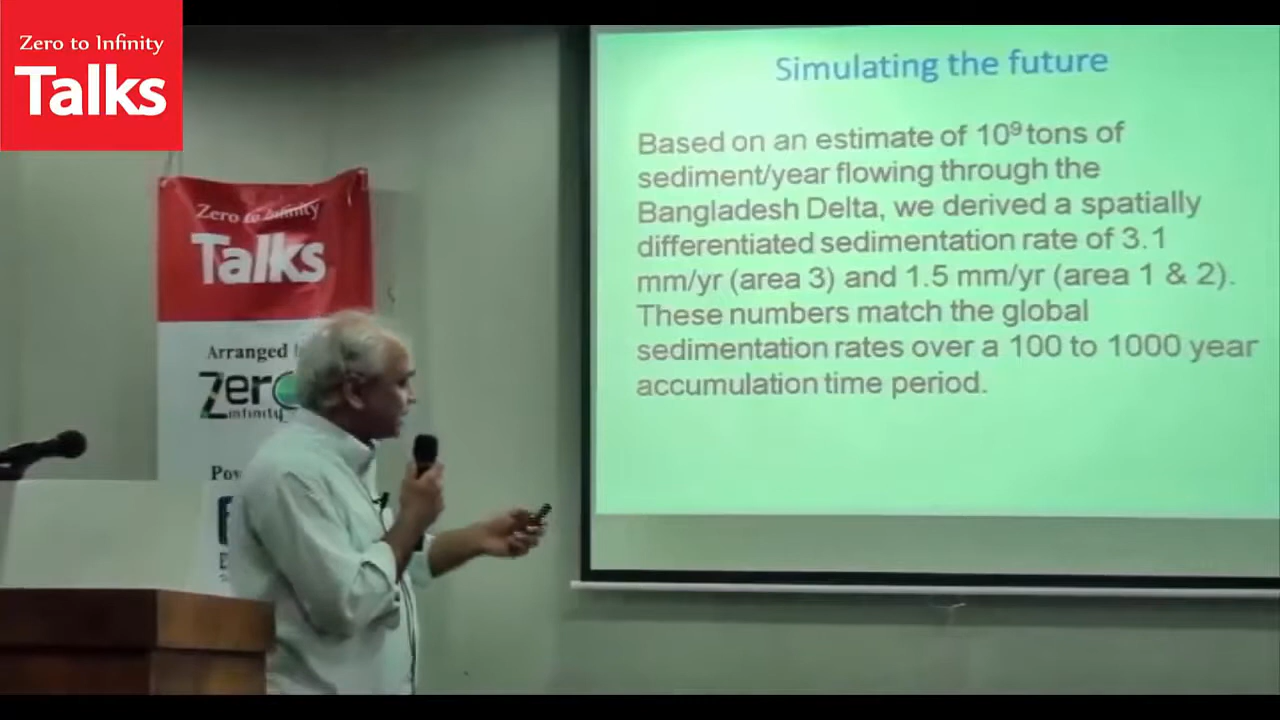 Zero to Infinity
Talks
Zero to Infinity
Talks
Arranged
Zero
infinity
Simulating the future
Based on an estimate of 10⁹ tons of
sediment/year flowing through the
Bangladesh Delta, we derived a spatially
differentiated sedimentation rate of 3.1
mm/yr (area 3) and 1.5 mm/yr (area 1 & 2).
These numbers match the global
sedimentation rates over a 100 to 1000 year
accumulation time period.